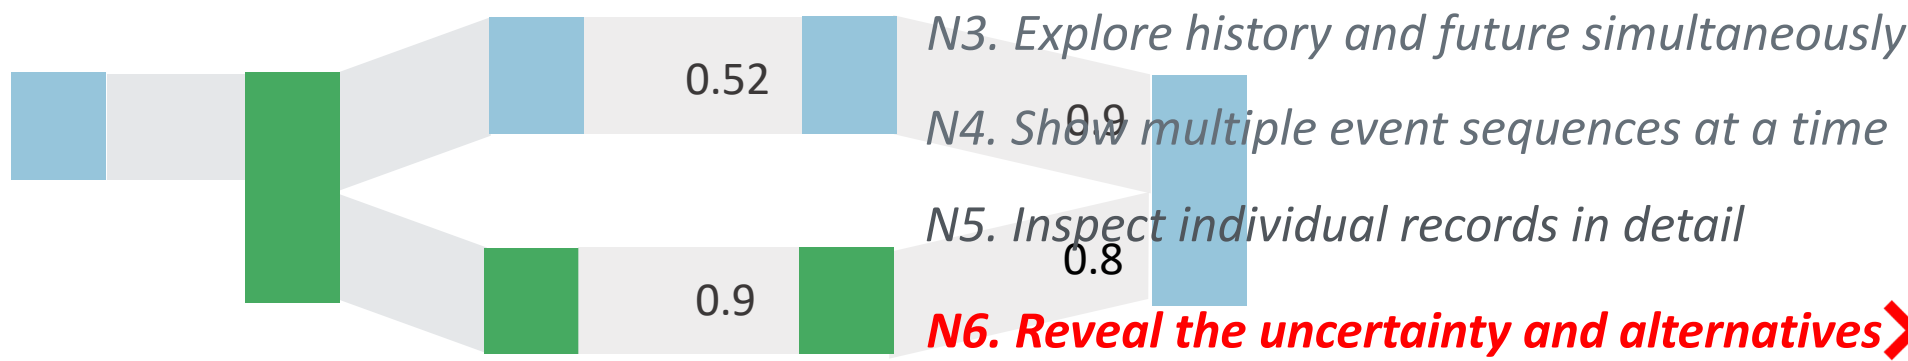 N3. Explore history and future simultaneously
0.52
0.9
N4. Show multiple event sequences at a time
N5. Inspect individual records in detail
0.8
0.9
N6. Reveal the uncertainty and alternatives